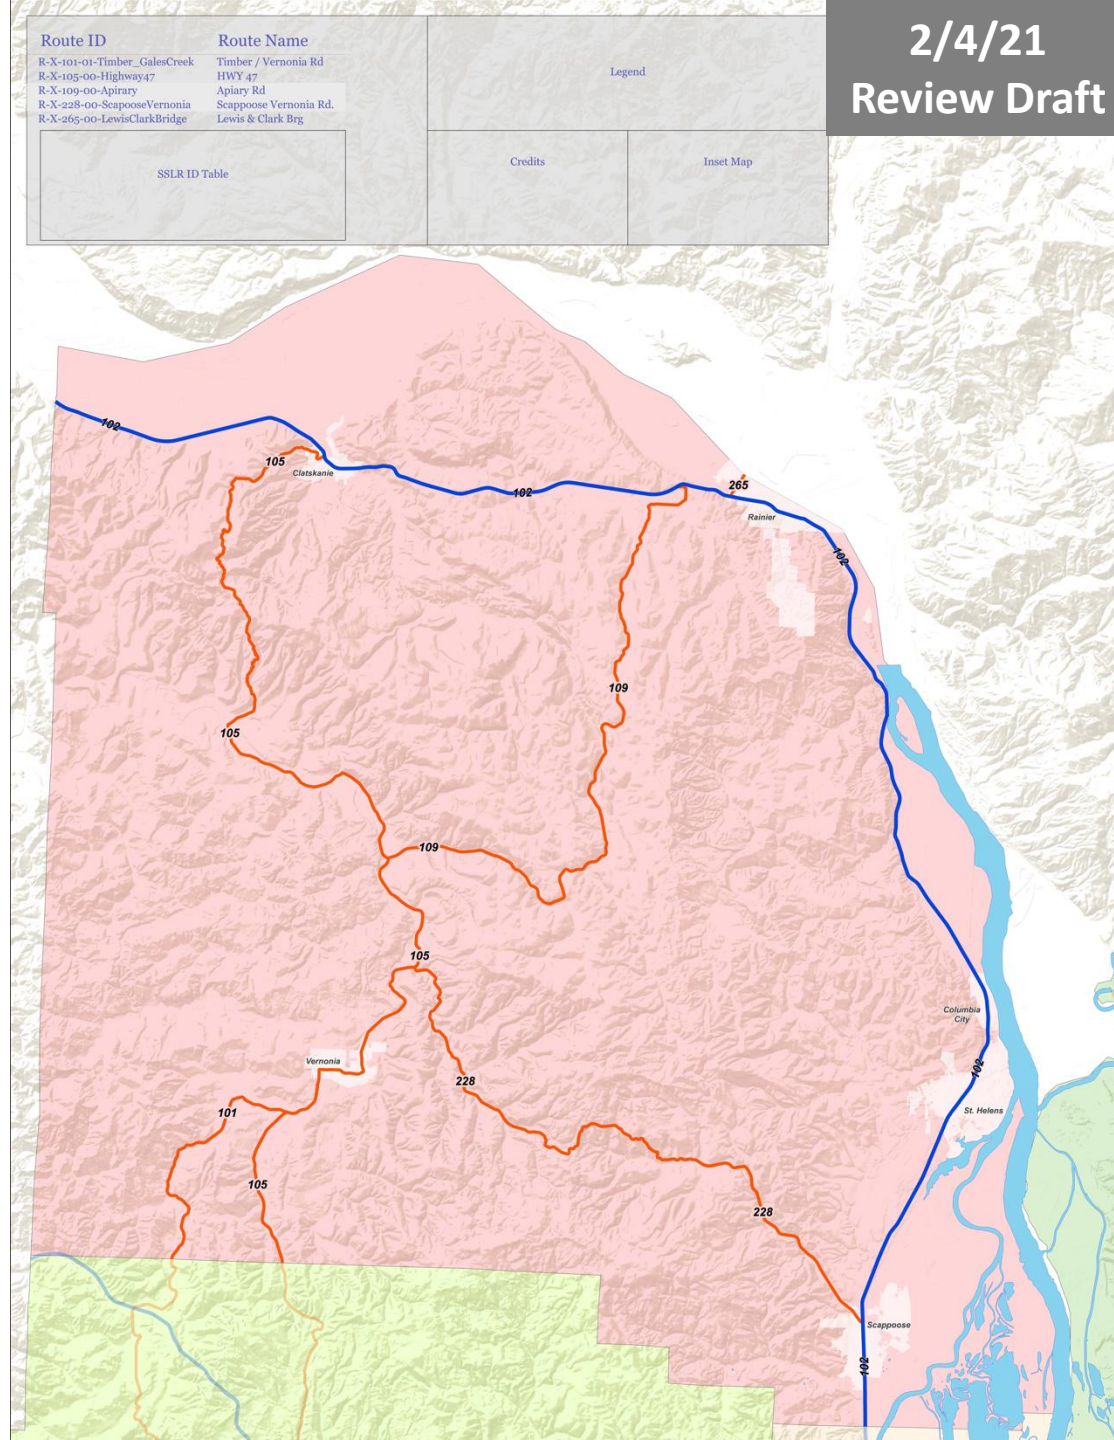 2/4/21
Review Draft
Route ID Route Name
R-X-101-01-Timber_GalesCreek Timber / Vernonia Rd
R-X-105-00-Highway47 HWY 47
R-X-109-00-Apirary Apiary Rd
R-X-228-00-ScapooseVernonia Scappoose Vernonia Rd.
R-X-265-00-LewisClarkBridge Lewis & Clark Brg
Legend
SSLR ID Table
Credits
Inset Map
102
105
Clatskanie
102
265
Rainier
102
109
105
109
105
Columbia
City
Vernonia
102
228
101
St. Helens
105
228
Scappoose
102